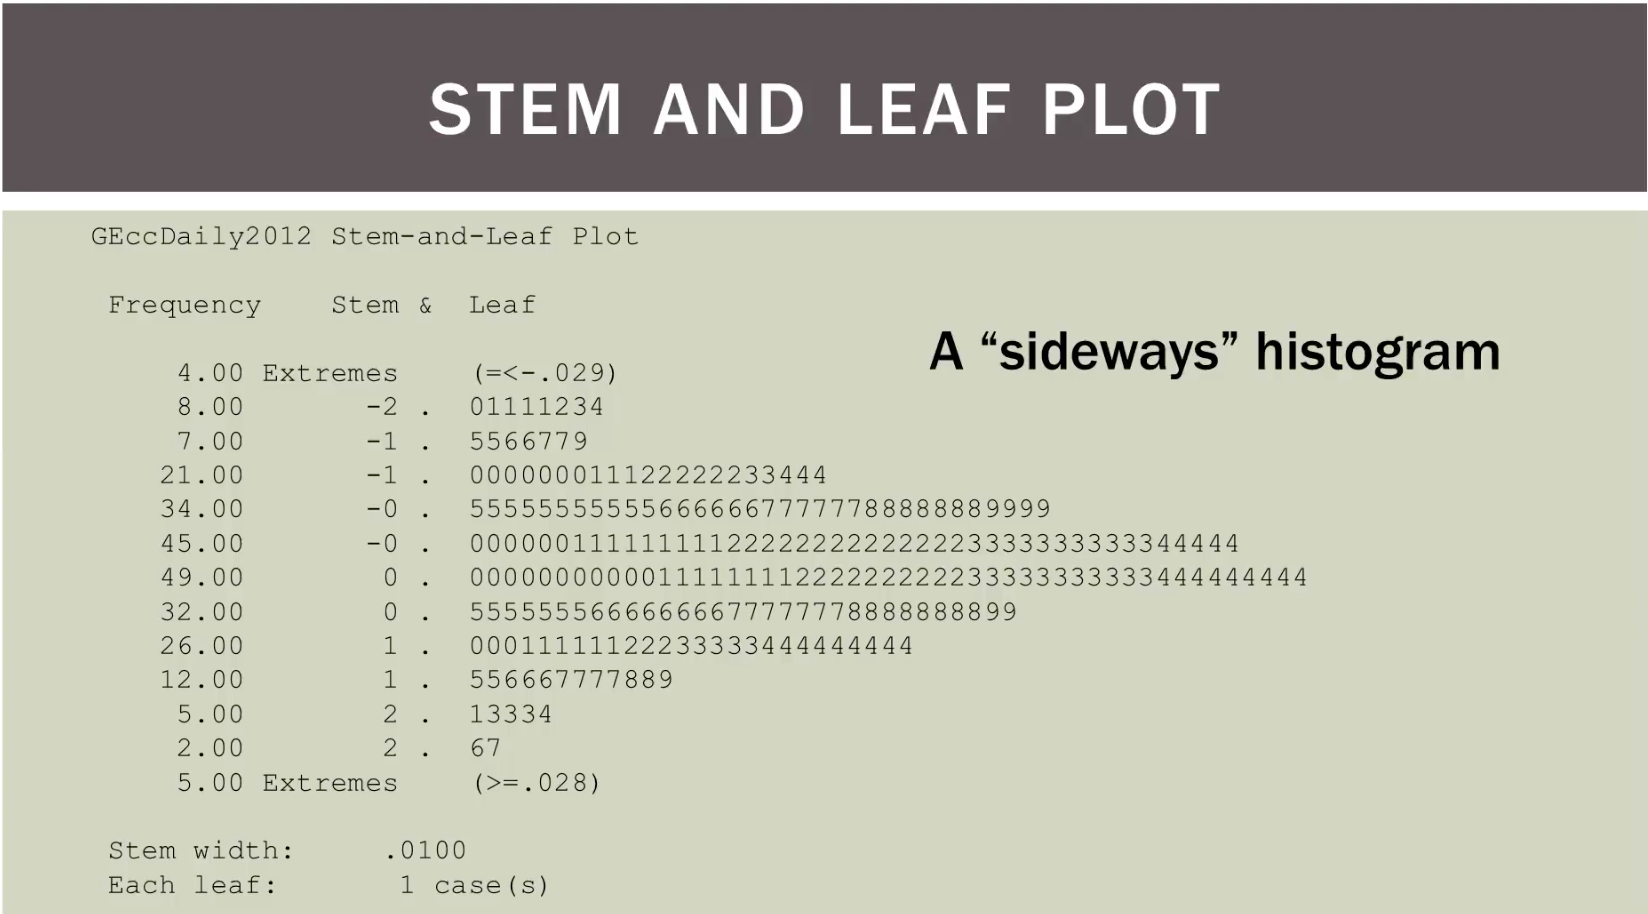 STEM AND LEAF PLOT
GEccDaily2012 Stem-and-Leaf Plot
Frequency Stem & Leaf
A “sideways” histogram
4.00 Extremes (=<-.029)
8.00 -2 . 01111234
7.00 -1 . 5566779
21.00 -1 . 000000011122222233444
34.00 -0 . 5555555555566666677777788888889999
45.00 -0 . 000000111111111222222222222223333333333344444
49.00 0 . 0000000000011111111222222222233333333333444444444
32.00 0 . 55555556666666677777778888888899
26.00 1 . 00011111122233333444444444
12.00 1 . 556667777889
5.00 2 . 13334
2.00 2 . 67
5.00 Extremes (>=.028)
Stem width: .0100
Each leaf: 1 case(s)